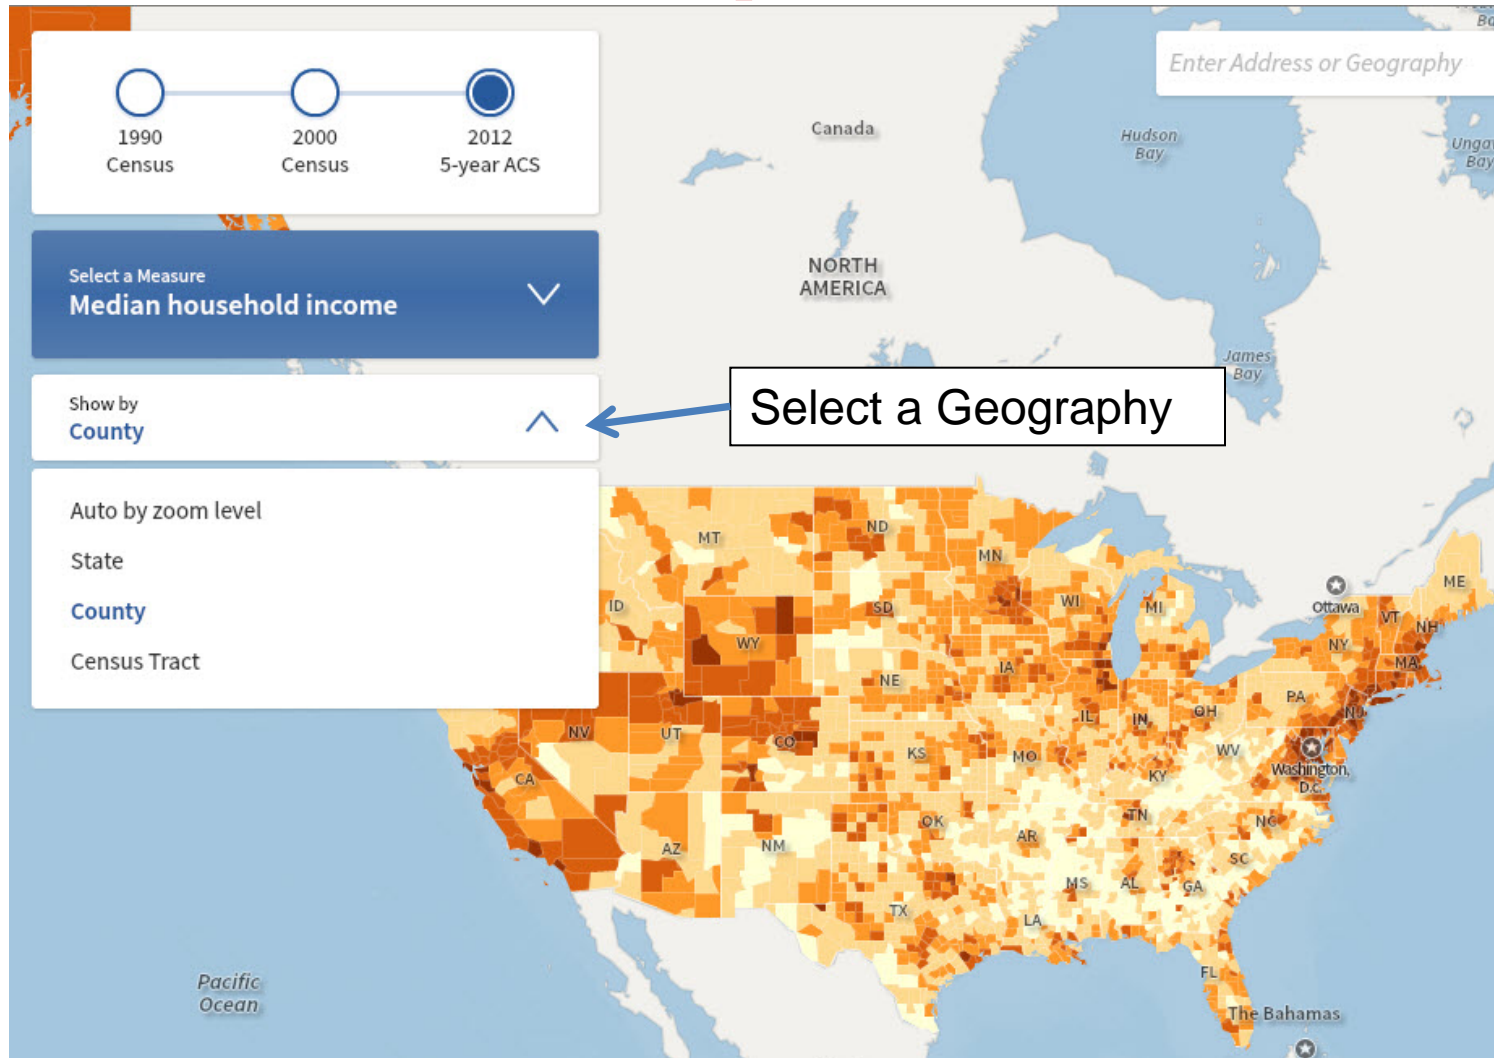 Enter Address or Geography
1990
Census
2000
Census
2012
5-year ACS
Select a Measure
Median household income
Show by
County
Select a Geography
Auto by zoom level
State
County
Census Tract
Canada
Hudson
Bay
NORTH
AMERICA
James
Bay
Bay
MT
ND
MN
ID
SD
WI
MI
Ottawa
VT
ME
NH
WY
NY
MA
IA
NE
PA
NV
UT
CO
IL
IN
OH
NJ
KS
MO
WV
KY
Washington,
D.C.
CA
AZ
NM
OK
AR
TN
NC
SC
MS
AL
GA
TX
LA
FL
Pacific
Ocean
The Bahamas